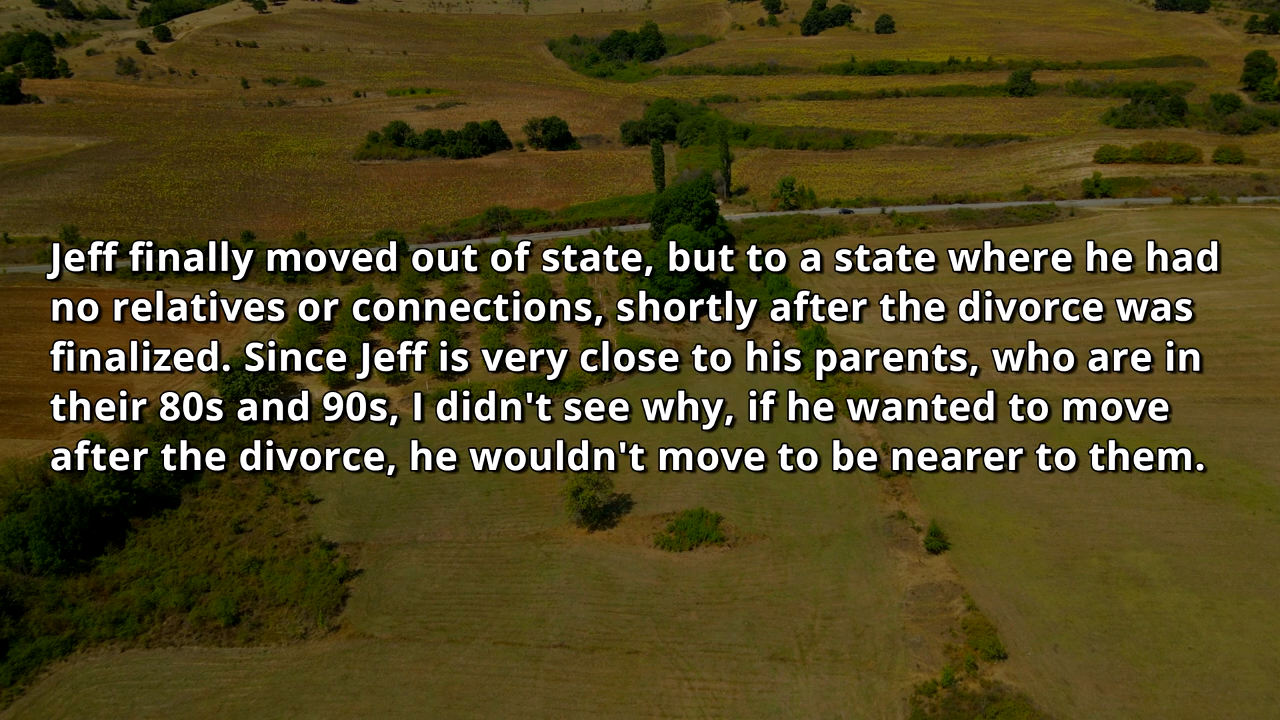 Jeff finally moved out of state, but to a state where he had
no relatives or connections, shortly after the divorce was
finalized. Since Jeff is very close to his parents, who are in
their 80s and 90s, I didn't see why, if he wanted to move
after the divorce, he wouldn't move to be nearer to them.